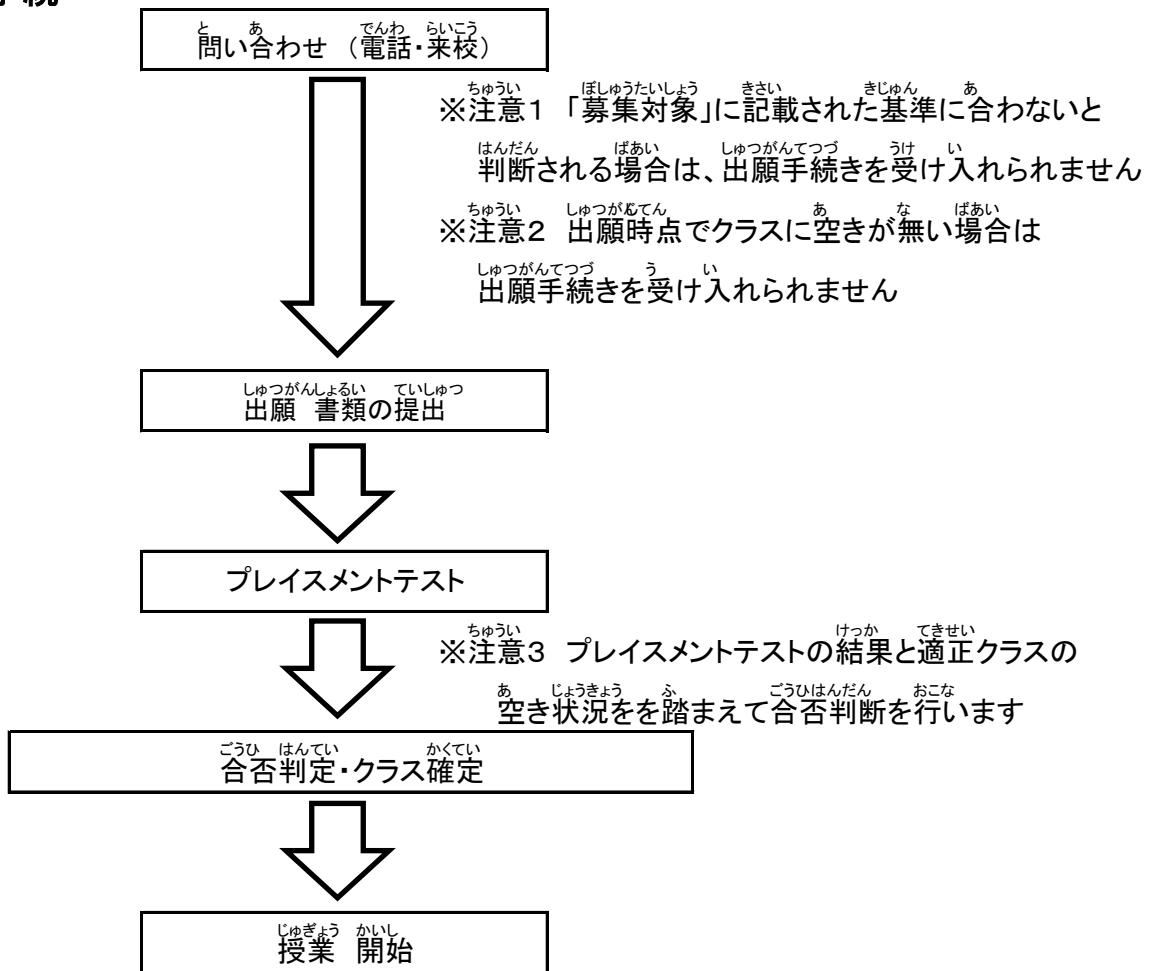 問い合わせ （電話・来校）
※注意１ 「募集対象」に記載された基準に合わないと
判断される場合は、出願手続きを受け入れられません
※注意２ 出願時点でクラスに空きが無い場合は
出願手続きを受け入れられません
出願 書類の提出
プレイスメントテスト
※注意３ プレイスメントテストの結果と適正クラスの
空き状況をを踏まえて合否判断を行います
合否判定・クラス確定
授業 開始